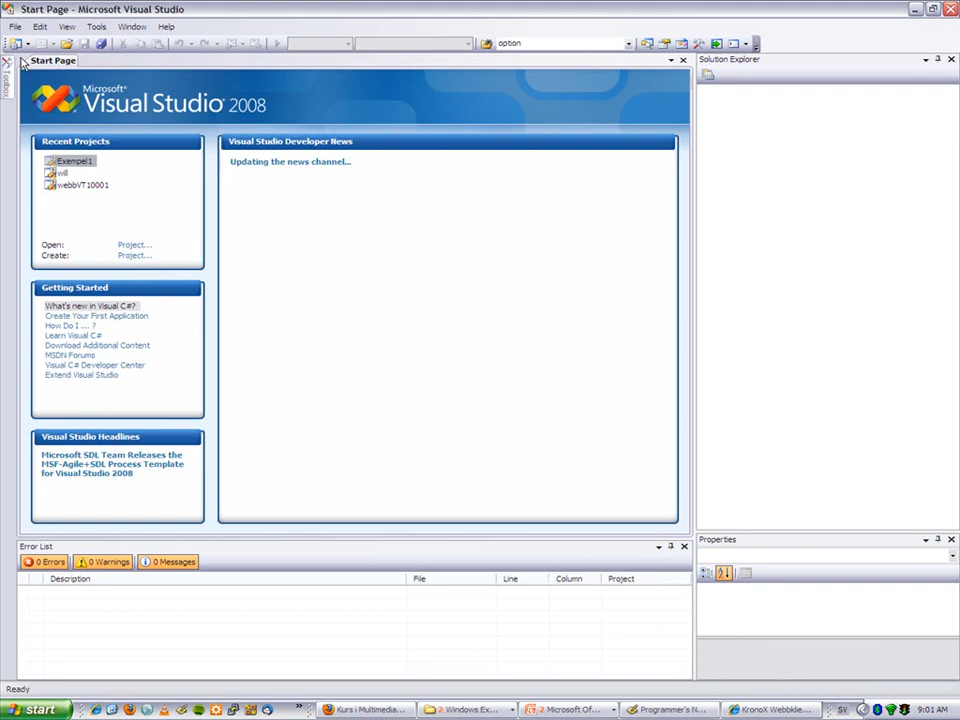 Start Page - Microsoft Visual Studio
File Edit View Tools Window Help
option
Start Page
Solution Explorer
Toolbox
Microsoft®
Visual Studio® 2008
Recent Projects
Exempel1
will
webbVT10001
Open: Project...
Create: Project...
Visual Studio Developer News
Updating the news channel...
Getting Started
What's new in Visual C#?
Create Your First Application
How Do I ... ?
Learn Visual C#
Download Additional Content
MSDN Forums
Visual C# Developer Center
Extend Visual Studio
Visual Studio Headlines
Microsoft SDL Team Releases the
MSF-Agile+SDL Process Template
for Visual Studio 2008
Error List
0 Errors 0 Warnings 0 Messages
Description File Line Column Project
Properties
Ready
start
Kurs i Multimedia...
2 Windows Ex...
2 Microsoft Of...
Programmer's N...
KronoX Webbklie...
SV
9:01 AM